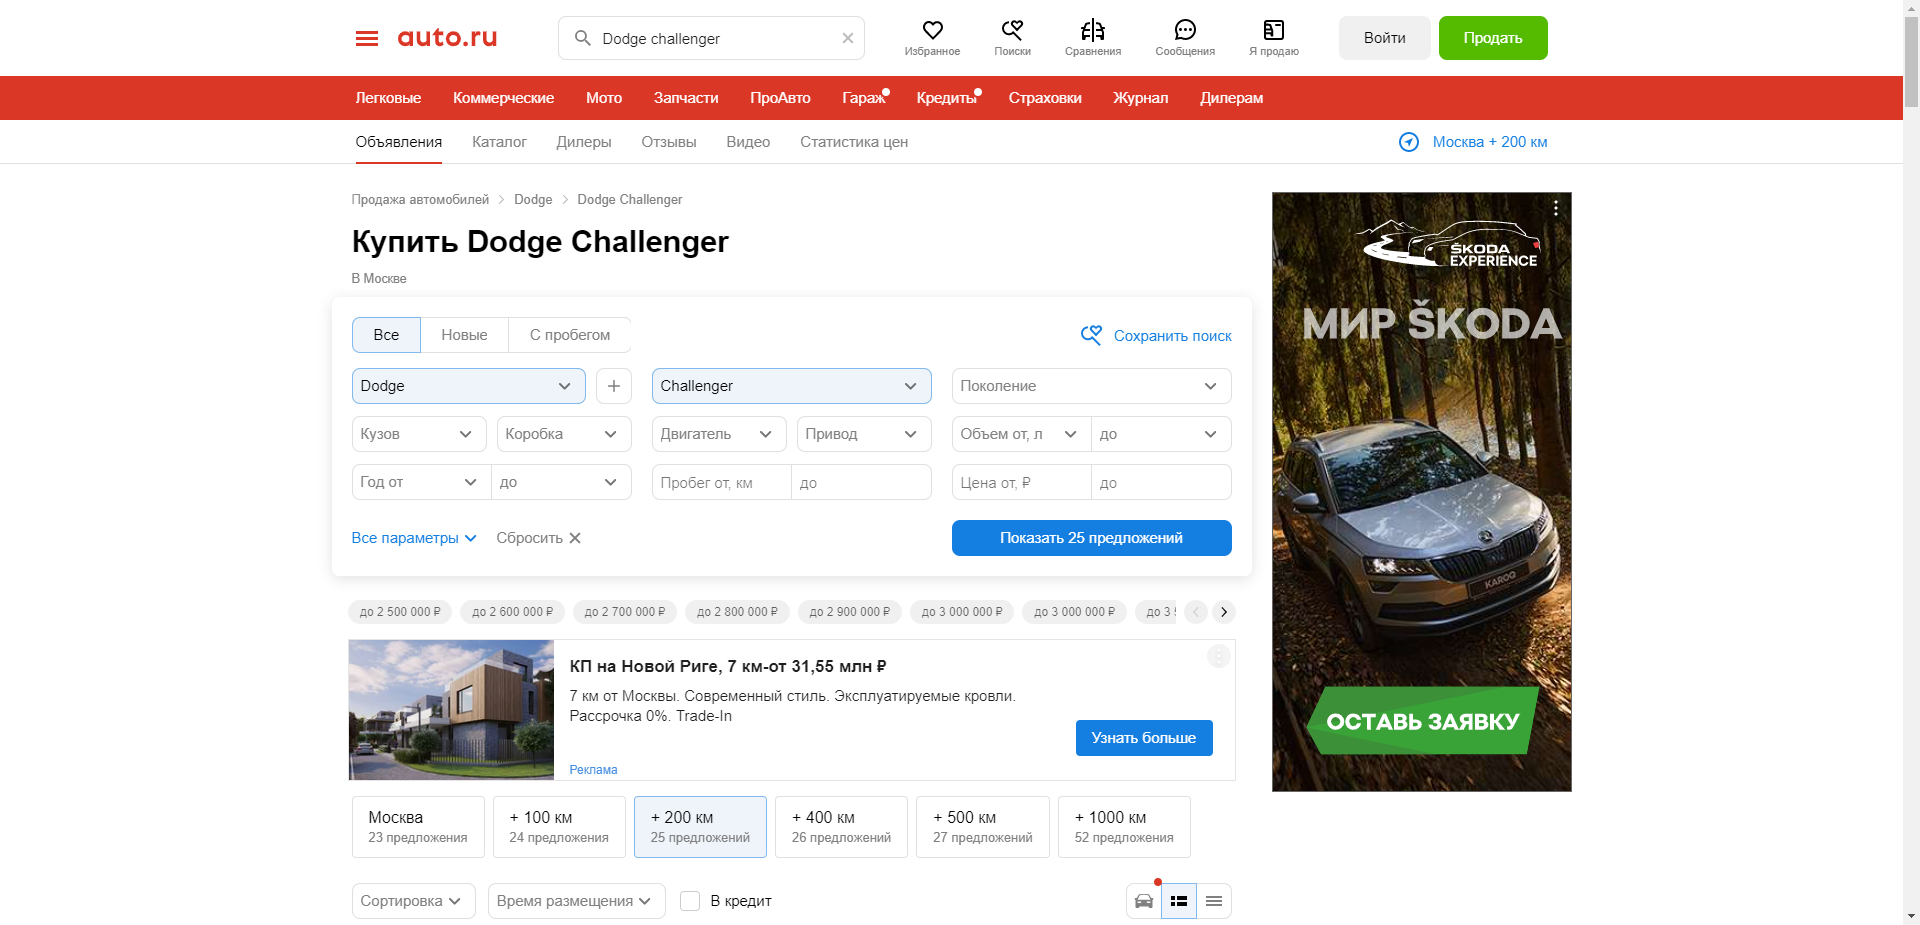 auto.ru
Dodge challenger
Избранное
Поиски
Сравнения
Сообщения
Я продаю
Войти
Продать
Легковые
Коммерческие
Мото
Запчасти
ПроАвто
Гараж
Кредиты
Страховки
Журнал
Дилерам
Объявления
Каталог
Дилеры
Отзывы
Видео
Статистика цен
Москва + 200 км
Продажа автомобилей
Dodge
Dodge Challenger
Купить Dodge Challenger
В Москве
Все
Новые
С пробегом
Сохранить поиск
Dodge
Challenger
Поколение
Кузов
Коробка
Двигатель
Привод
Объем от, л
до
Год от
до
Пробег от, км
до
Цена от, ₽
до
Все параметры
Сбросить
Показать 25 предложений
до 2 500 000 ₽
до 2 600 000 ₽
до 2 700 000 ₽
до 2 800 000 ₽
до 2 900 000 ₽
до 3 000 000 ₽
до 3 000 000 ₽
до 3
КП на Новой Риге, 7 км-от 31,55 млн ₽
7 км от Москвы. Современный стиль. Эксплуатируемые кровли.
Рассрочка 0%. Trade-In
Узнать больше
Реклама
Москва
23 предложения
+ 100 км
24 предложения
+ 200 км
25 предложений
+ 400 км
26 предложений
+ 500 км
27 предложений
+ 1000 км
52 предложения
Сортировка
Время размещения
В кредит
ŠKODA
EXPERIENCE
МИР ŠKODA
KAROQ
ОСТАВЬ ЗАЯВКУ